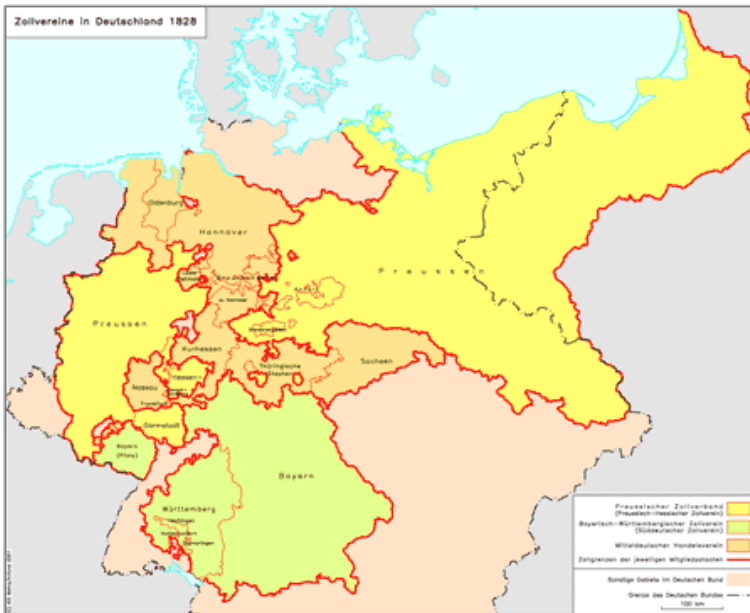 Zollvereine in Deutschland 1828
Oldenburg
Hannover
Preussen
Preussen
Anhalt
Kurhessen
Thüringische
Staaten
Sachsen
Nassau
Hessen-
Frankfurt
Darmstadt
Bayern
(Pfalz)
Bayern
Württemberg
Preussischer Zollverband
(Preussisch-Hessischer Zollverein)
Bayerisch-Württembergischer Zollverein
(Süddeutscher Zollverein)
Mitteldeutscher Handelsverein
Zollgrenzen der jeweiligen Mitgliedsstaaten
Sonstige Gebiete im Deutschen Bund
Grenze des Deutschen Bundes
100 km